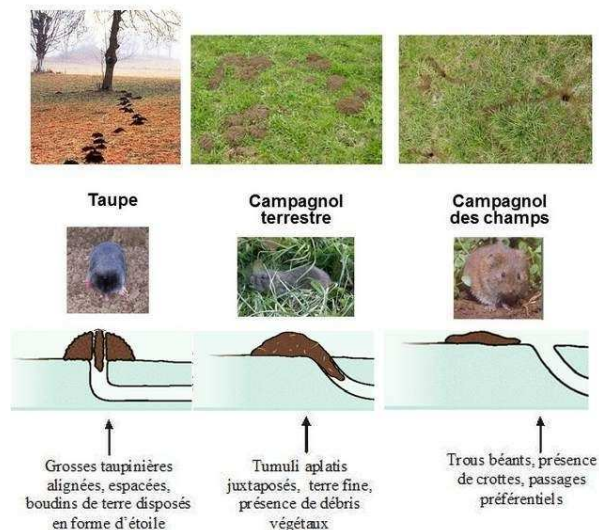 Taupe
Campagnol
terrestre
Campagnol
des champs
Grosses taupinières
alignées, espacées,
boudins de terre disposés
en forme d'étoile
Tumuli aplatis
juxtaposés, terre fine,
présence de débris
végétaux
Trous béants, présence
de crottes, passages
préférentiels